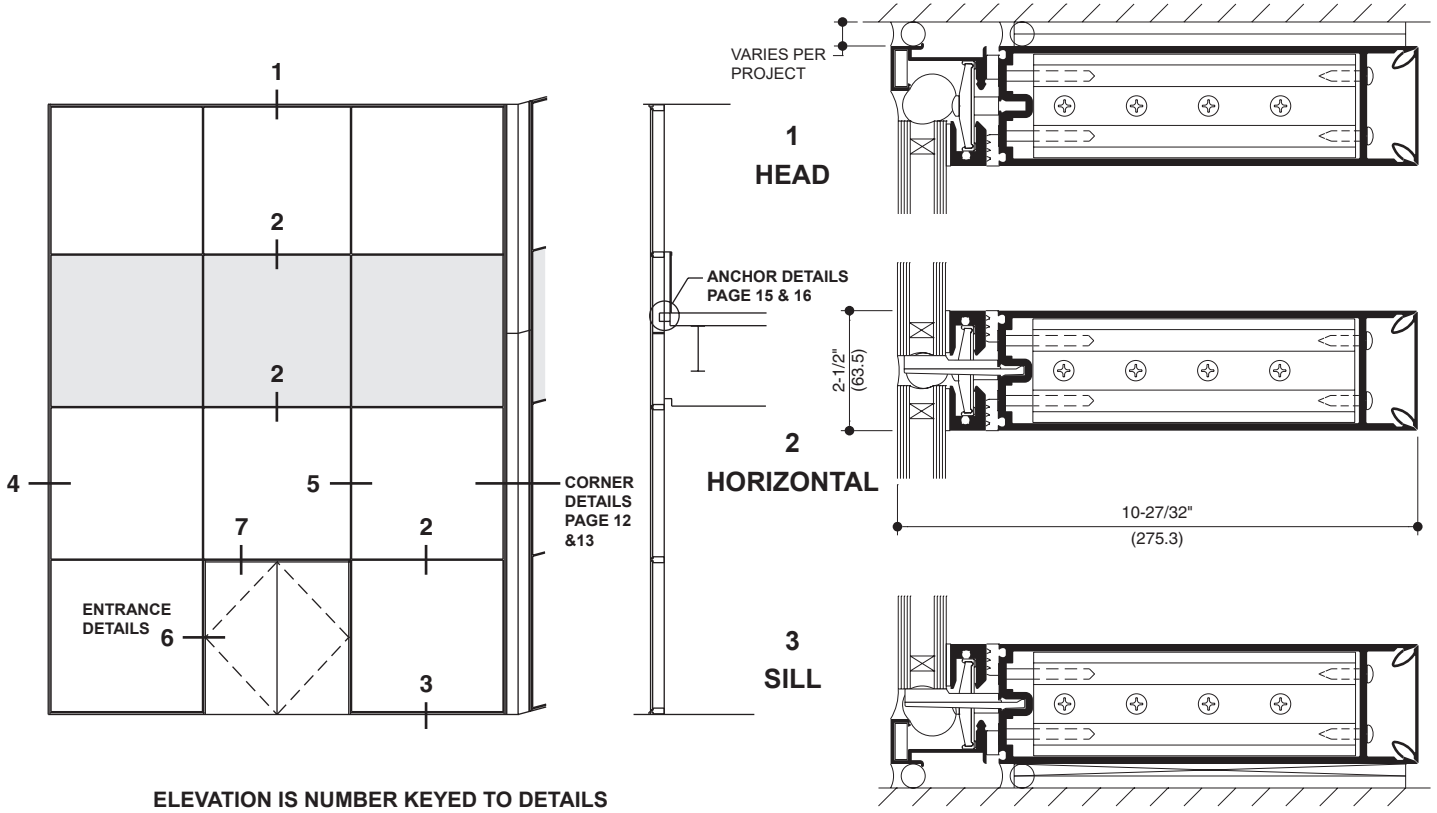 1
2
2
4
5
7
2
ENTRANCE
DETAILS
6
3
CORNER
DETAILS
PAGE 12
&13
ANCHOR DETAILS
PAGE 15 & 16
ELEVATION IS NUMBER KEYED TO DETAILS
VARIES PER
PROJECT
1
HEAD
2-1/2"
(63.5)
2
HORIZONTAL
10-27/32"
(275.3)
3
SILL